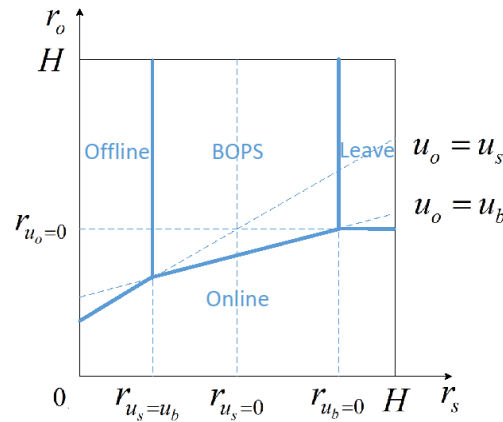 r_o
H
Offline BOPS Leave
u_o = u_s
u_o = u_b
r_{u_o=0}
Online
0 r_{u_s=u_b} r_{u_s=0} r_{u_b=0} H r_s